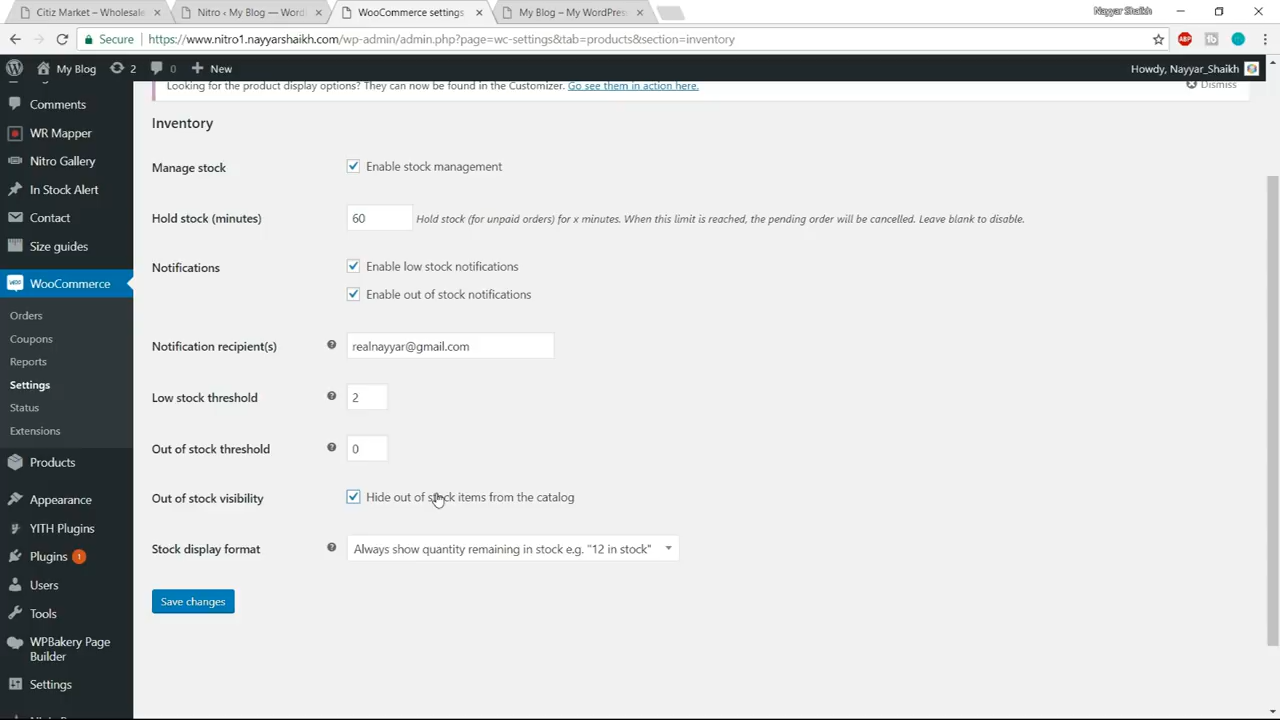 Citiz Market – Wholesale
Nitro ‹ My Blog — Word
WooCommerce settings
My Blog – My WordPress
Nayyar Shaikh
Secure
https://www.nitro1.nayyarshaikh.com/wp-admin/admin.php?page=wc-settings&tab=products&section=inventory
ABP
My Blog
2
0
New
Howdy, Nayyar_Shaikh
Looking for the product display options? They can now be found in the Customizer. Go see them in action here.
Dismiss
Comments
WR Mapper
Nitro Gallery
In Stock Alert
Contact
Size guides
WooCommerce
Orders
Coupons
Reports
Settings
Status
Extensions
Products
Appearance
YITH Plugins
Plugins 1
Users
Tools
WPBakery Page
Builder
Settings
Inventory
Manage stock
Enable stock management
Hold stock (minutes)
60
Hold stock (for unpaid orders) for x minutes. When this limit is reached, the pending order will be cancelled. Leave blank to disable.
Notifications
Enable low stock notifications
Enable out of stock notifications
Notification recipient(s)
realnayyar@gmail.com
Low stock threshold
2
Out of stock threshold
0
Out of stock visibility
Hide out of stock items from the catalog
Stock display format
Always show quantity remaining in stock e.g. "12 in stock"
Save changes